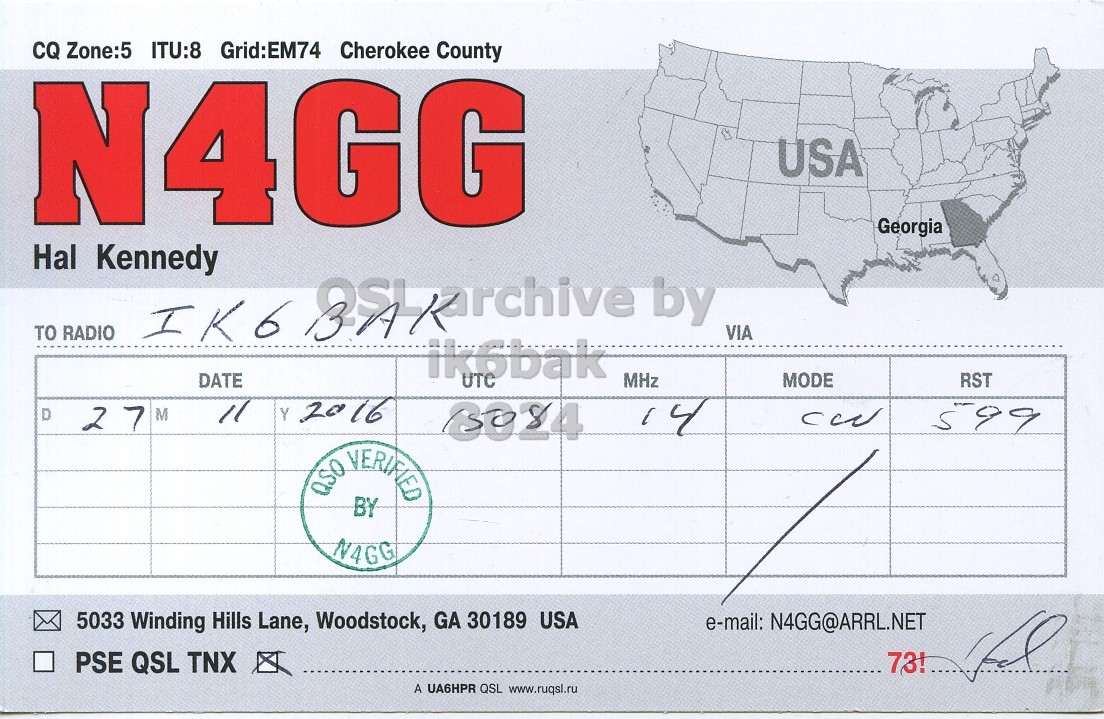 CQ Zone:5 ITU:8 Grid:EM74 Cherokee County
N4GG
Hal Kennedy
USA
Georgia
QSL archive by
ik6bak
8024
TO RADIO IK6BAK VIA
DATE UTC MHz MODE RST
D 27 M 11 Y 2016 1508 14 CW 599
QSO VERIFIED
BY
N4GG
5033 Winding Hills Lane, Woodstock, GA 30189 USA
e-mail: N4GG@ARRL.NET
PSE QSL TNX
73! Hal
A UA6HPR QSL www.ruqsl.ru